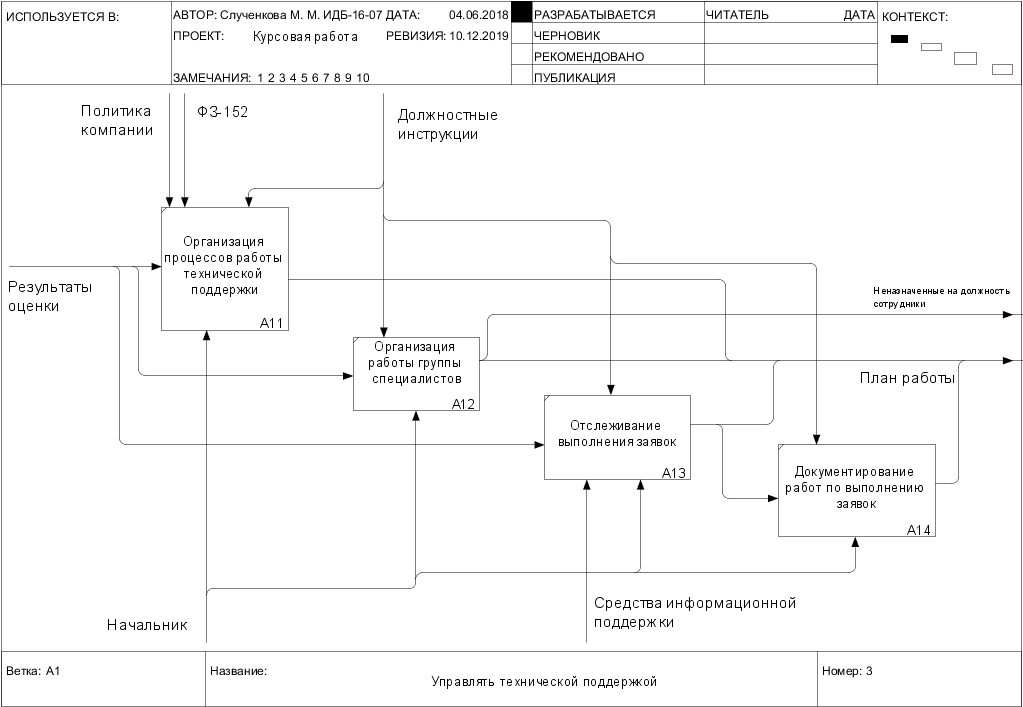 ИСПОЛЬЗУЕТСЯ В:
АВТОР: Слученкова М. М. ИДБ-16-07 ДАТА: 04.06.2018
РАЗРАБАТЫВАЕТСЯ
ЧИТАТЕЛЬ ДАТА
КОНТЕКСТ:
ПРОЕКТ: Курсовая работа РЕВИЗИЯ: 10.12.2019
ЧЕРНОВИК
РЕКОМЕНДОВАНО
ЗАМЕЧАНИЯ: 1 2 3 4 5 6 7 8 9 10
ПУБЛИКАЦИЯ
Политика
компании
ФЗ-152
Должностные
инструкции
Организация
процессов работы
технической
поддержки
A11
Результаты
оценки
Неназначенные на должность
сотрудники
Организация
работы группы
специалистов
A12
План работы
Отслеживание
выполнения заявок
A13
Документирование
работ по выполнению
заявок
A14
Средства информационной
поддержки
Начальник
Ветка: A1
Название:
Управлять технической поддержкой
Номер: 3